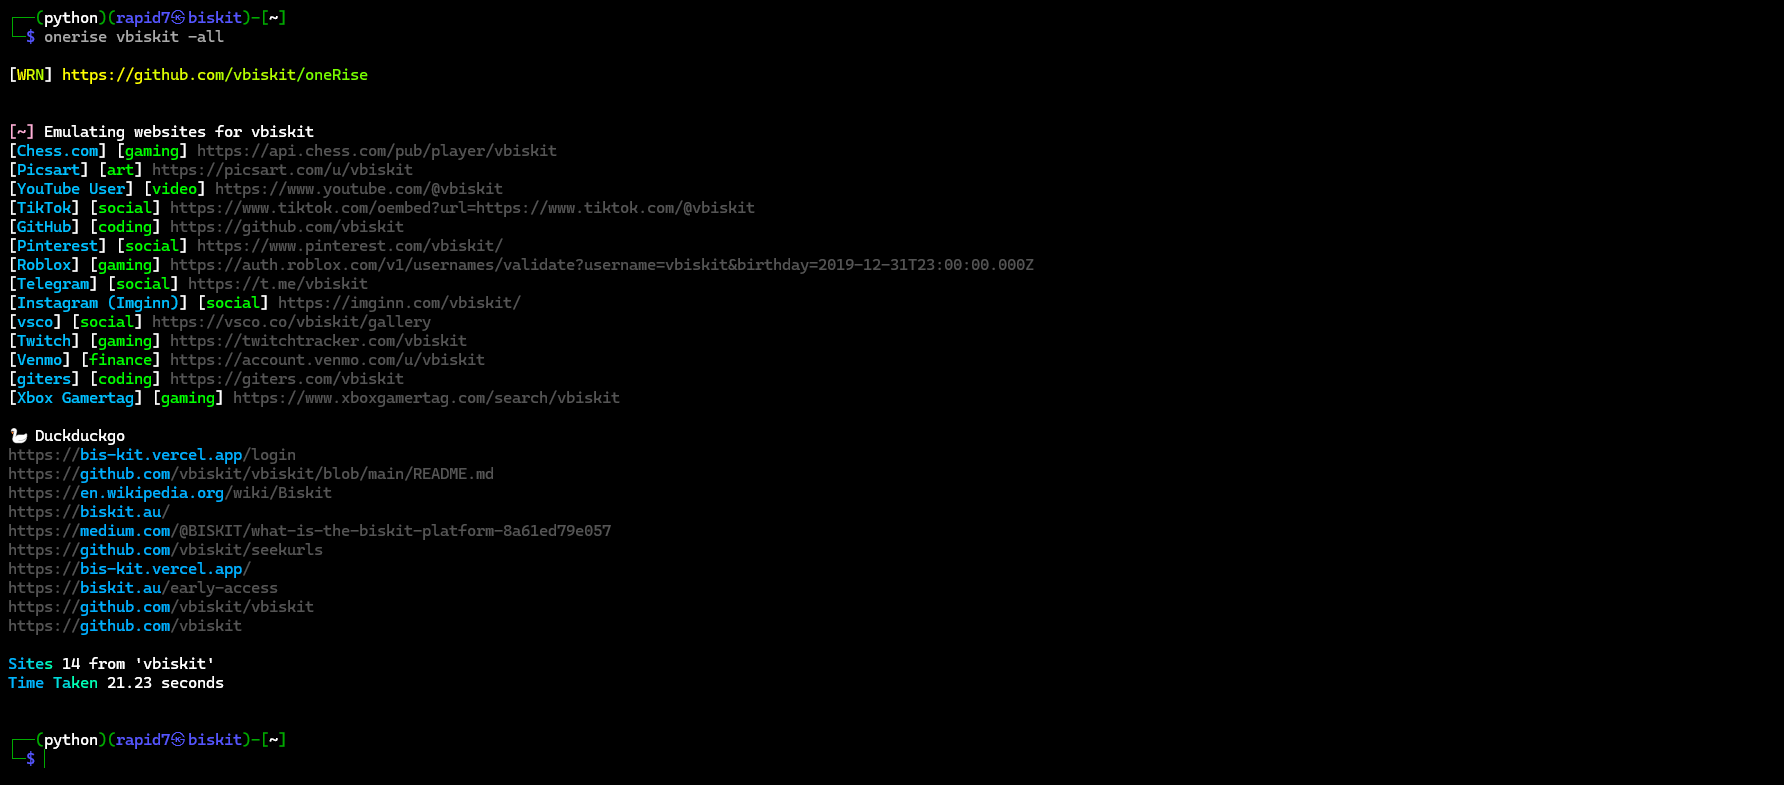 ┌──(python)(rapid7㉿biskit)-[~]
└─$ onerise vbiskit -all
[WRN] https://github.com/vbiskit/oneRise
[~] Emulating websites for vbiskit
[Chess.com] [gaming] https://api.chess.com/pub/player/vbiskit
[Picsart] [art] https://picsart.com/u/vbiskit
[YouTube User] [video] https://www.youtube.com/@vbiskit
[TikTok] [social] https://www.tiktok.com/oembed?url=https://www.tiktok.com/@vbiskit
[GitHub] [coding] https://github.com/vbiskit
[Pinterest] [social] https://www.pinterest.com/vbiskit/
[Roblox] [gaming] https://auth.roblox.com/v1/usernames/validate?username=vbiskit&birthday=2019-12-31T23:00:00.000Z
[Telegram] [social] https://t.me/vbiskit
[Instagram (Imginn)] [social] https://imginn.com/vbiskit/
[vsco] [social] https://vsco.co/vbiskit/gallery
[Twitch] [gaming] https://twitchtracker.com/vbiskit
[Venmo] [finance] https://account.venmo.com/u/vbiskit
[giters] [coding] https://giters.com/vbiskit
[Xbox Gamertag] [gaming] https://www.xboxgamertag.com/search/vbiskit
🦢 Duckduckgo
https://bis-kit.vercel.app/login
https://github.com/vbiskit/vbiskit/blob/main/README.md
https://en.wikipedia.org/wiki/Biskit
https://biskit.au/
https://medium.com/@BISKIT/what-is-the-biskit-platform-8a61ed79e057
https://github.com/vbiskit/seekurls
https://bis-kit.vercel.app/
https://biskit.au/early-access
https://github.com/vbiskit/vbiskit
https://github.com/vbiskit
Sites 14 from 'vbiskit'
Time Taken 21.23 seconds
┌──(python)(rapid7㉿biskit)-[~]
└─$